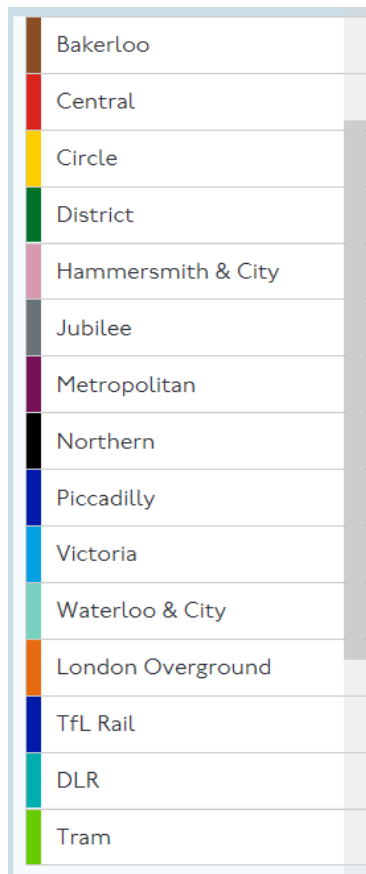 Bakerloo
Central
Circle
District
Hammersmith & City
Jubilee
Metropolitan
Northern
Piccadilly
Victoria
Waterloo & City
London Overground
TfL Rail
DLR
Tram